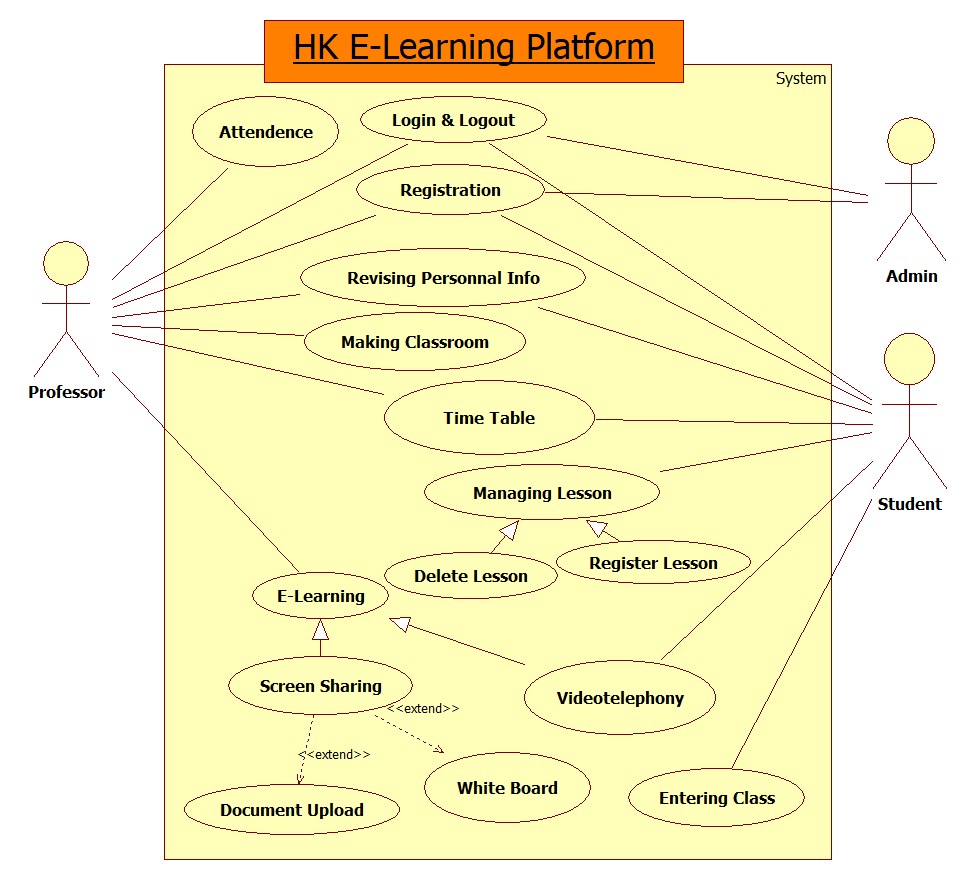 HK E-Learning Platform
System
Attendence
Login & Logout
Registration
Admin
Revising Personnal Info
Making Classroom
Professor
Time Table
Managing Lesson
Student
Delete Lesson
Register Lesson
E-Learning
Screen Sharing
Videotelephony
<<extend>>
<<extend>>
White Board
Entering Class
Document Upload